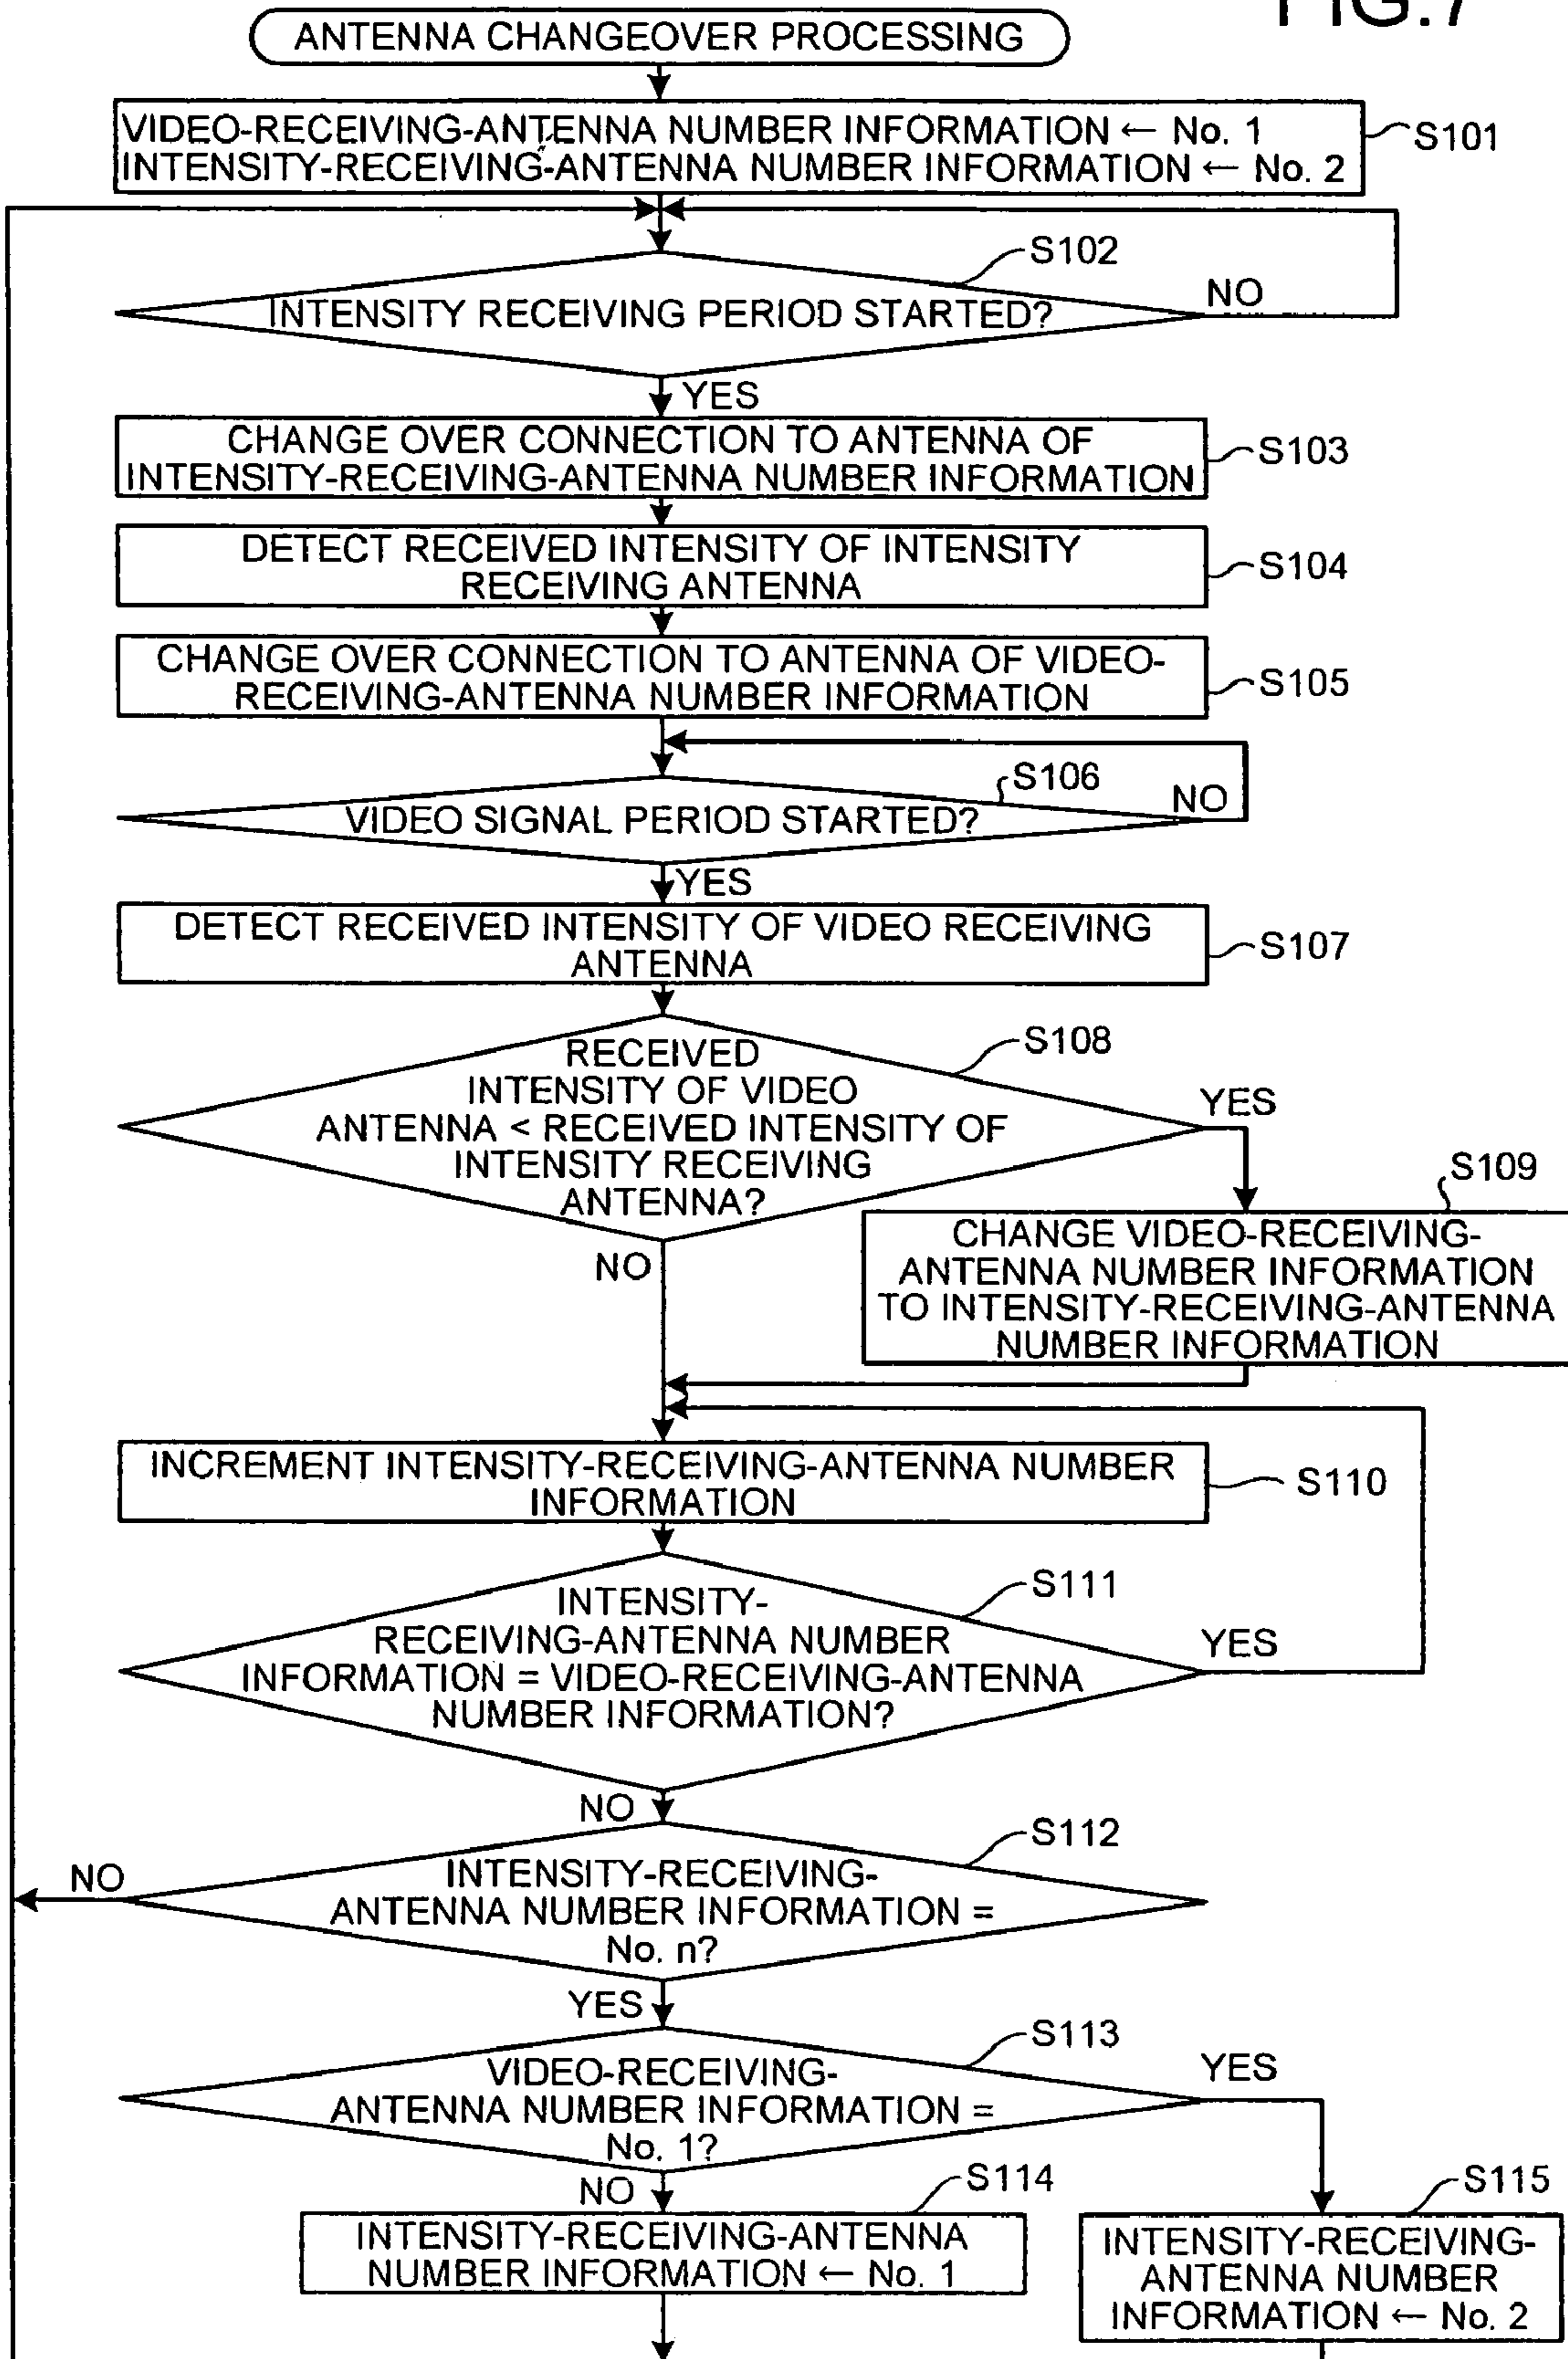 FIG.7
ANTENNA CHANGEOVER PROCESSING
VIDEO-RECEIVING-ANTENNA NUMBER INFORMATION ← No. 1
INTENSITY-RECEIVING-ANTENNA NUMBER INFORMATION ← No. 2
S101
S102
INTENSITY RECEIVING PERIOD STARTED?
NO
YES
CHANGE OVER CONNECTION TO ANTENNA OF
INTENSITY-RECEIVING-ANTENNA NUMBER INFORMATION
S103
DETECT RECEIVED INTENSITY OF INTENSITY
RECEIVING ANTENNA
S104
CHANGE OVER CONNECTION TO ANTENNA OF VIDEO-
RECEIVING-ANTENNA NUMBER INFORMATION
S105
S106
VIDEO SIGNAL PERIOD STARTED?
NO
YES
DETECT RECEIVED INTENSITY OF VIDEO RECEIVING
ANTENNA
S107
S108
RECEIVED
INTENSITY OF VIDEO
ANTENNA < RECEIVED INTENSITY OF
INTENSITY RECEIVING
ANTENNA?
YES
NO
S109
CHANGE VIDEO-RECEIVING-
ANTENNA NUMBER INFORMATION
TO INTENSITY-RECEIVING-ANTENNA
NUMBER INFORMATION
INCREMENT INTENSITY-RECEIVING-ANTENNA NUMBER
INFORMATION
S110
S111
INTENSITY-
RECEIVING-ANTENNA NUMBER
INFORMATION = VIDEO-RECEIVING-ANTENNA
NUMBER INFORMATION?
YES
NO
S112
INTENSITY-RECEIVING-
ANTENNA NUMBER INFORMATION =
No. n?
NO
YES
S113
VIDEO-RECEIVING-
ANTENNA NUMBER INFORMATION =
No. 1?
YES
NO
S114
INTENSITY-RECEIVING-ANTENNA
NUMBER INFORMATION ← No. 1
S115
INTENSITY-RECEIVING-
ANTENNA NUMBER
INFORMATION ← No. 2